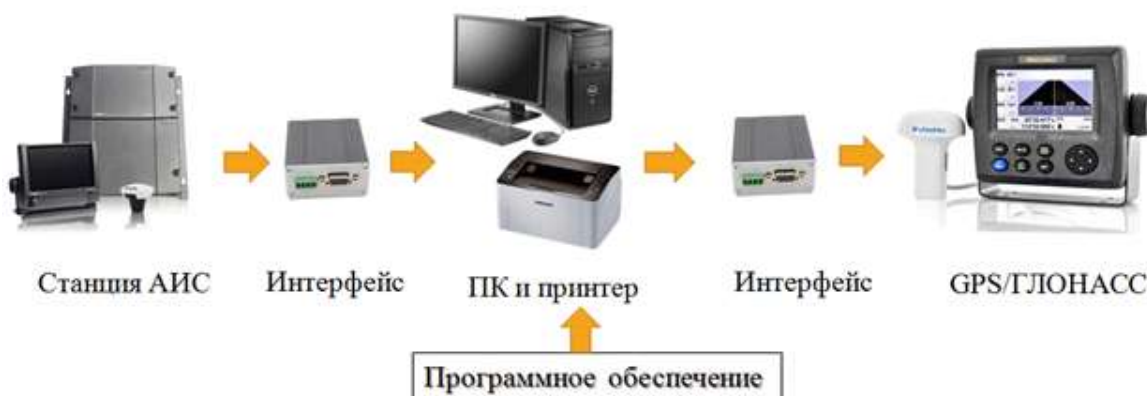 Станция АИС
Интерфейс
ПК и принтер
Интерфейс
GPS/ГЛОНАСС
Программное обеспечение